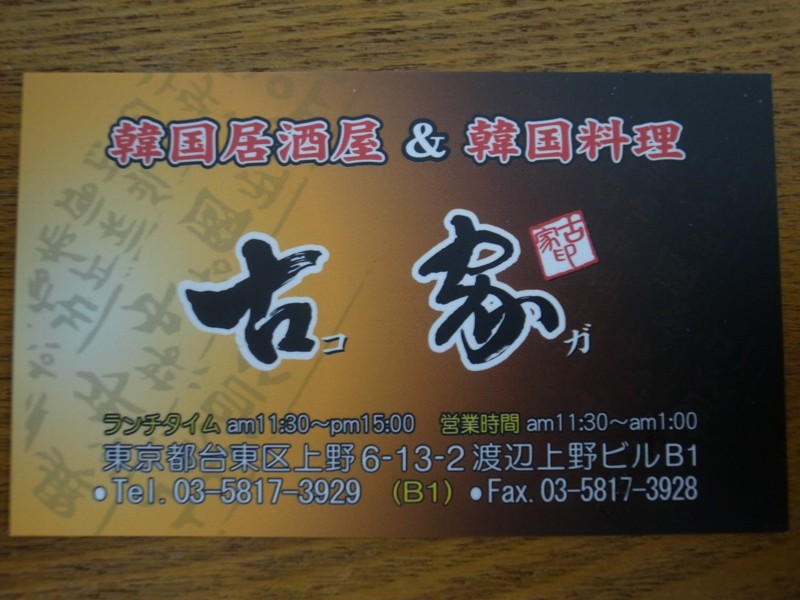 韓国居酒屋 & 韓国料理
古コ 家ガ
古家印
ランチタイム am11:30〜pm15:00 営業時間 am11:30〜am1:00
東京都台東区上野6-13-2 渡辺上野ビルB1
●Tel. 03-5817-3929 (B1) ●Fax. 03-5817-3928